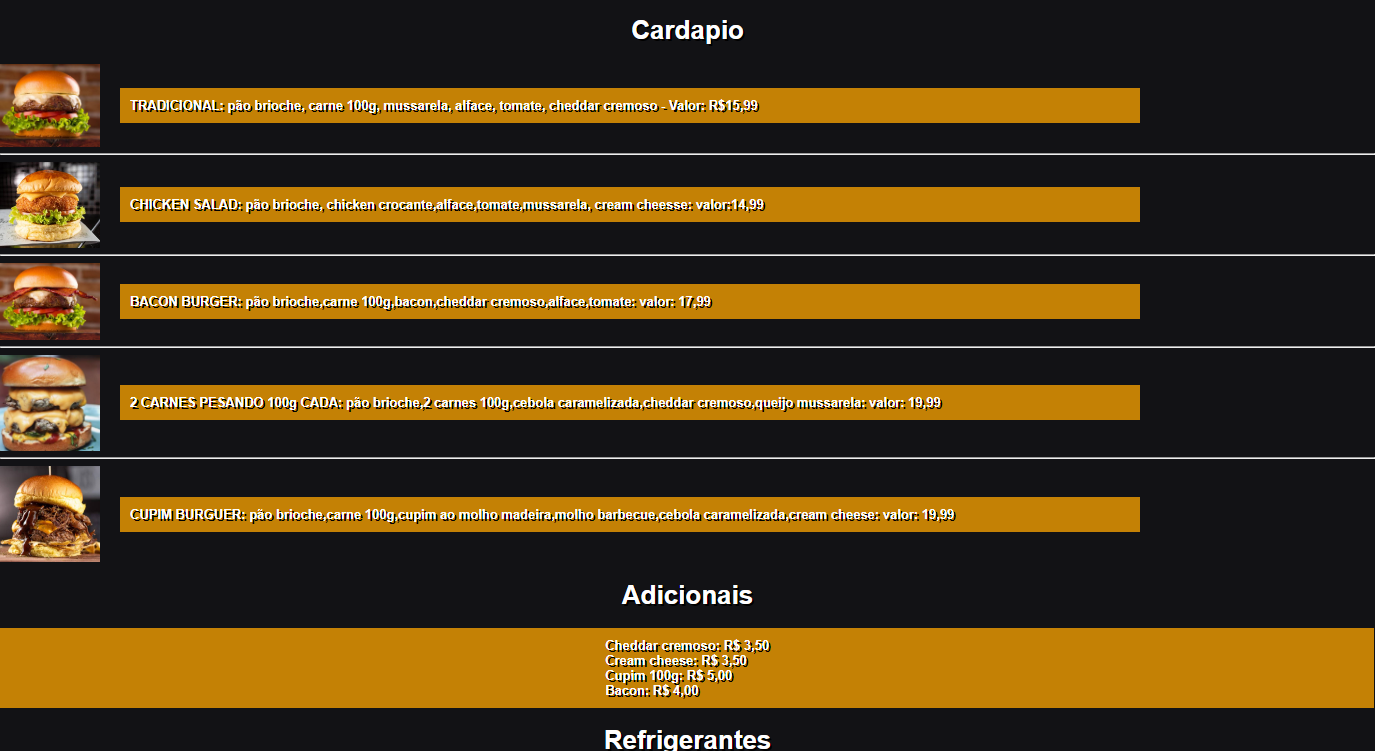 Cardapio
TRADICIONAL: pão brioche, carne 100g, mussarela, alface, tomate, cheddar cremoso - Valor: R$15,99
CHICKEN SALAD: pão brioche, chicken crocante,alface,tomate,mussarela, cream cheesse: valor:14,99
BACON BURGER: pão brioche,carne 100g,bacon,cheddar cremoso,alface,tomate: valor: 17,99
2 CARNES PESANDO 100g CADA: pão brioche,2 carnes 100g,cebola caramelizada,cheddar cremoso,queijo mussarela: valor: 19,99
CUPIM BURGUER: pão brioche,carne 100g,cupim ao molho madeira,molho barbecue,cebola caramelizada,cream cheese: valor: 19,99
Adicionais
Cheddar cremoso: R$ 3,50
Cream cheese: R$ 3,50
Cupim 100g: R$ 5,00
Bacon: R$ 4,00
Refrigerantes